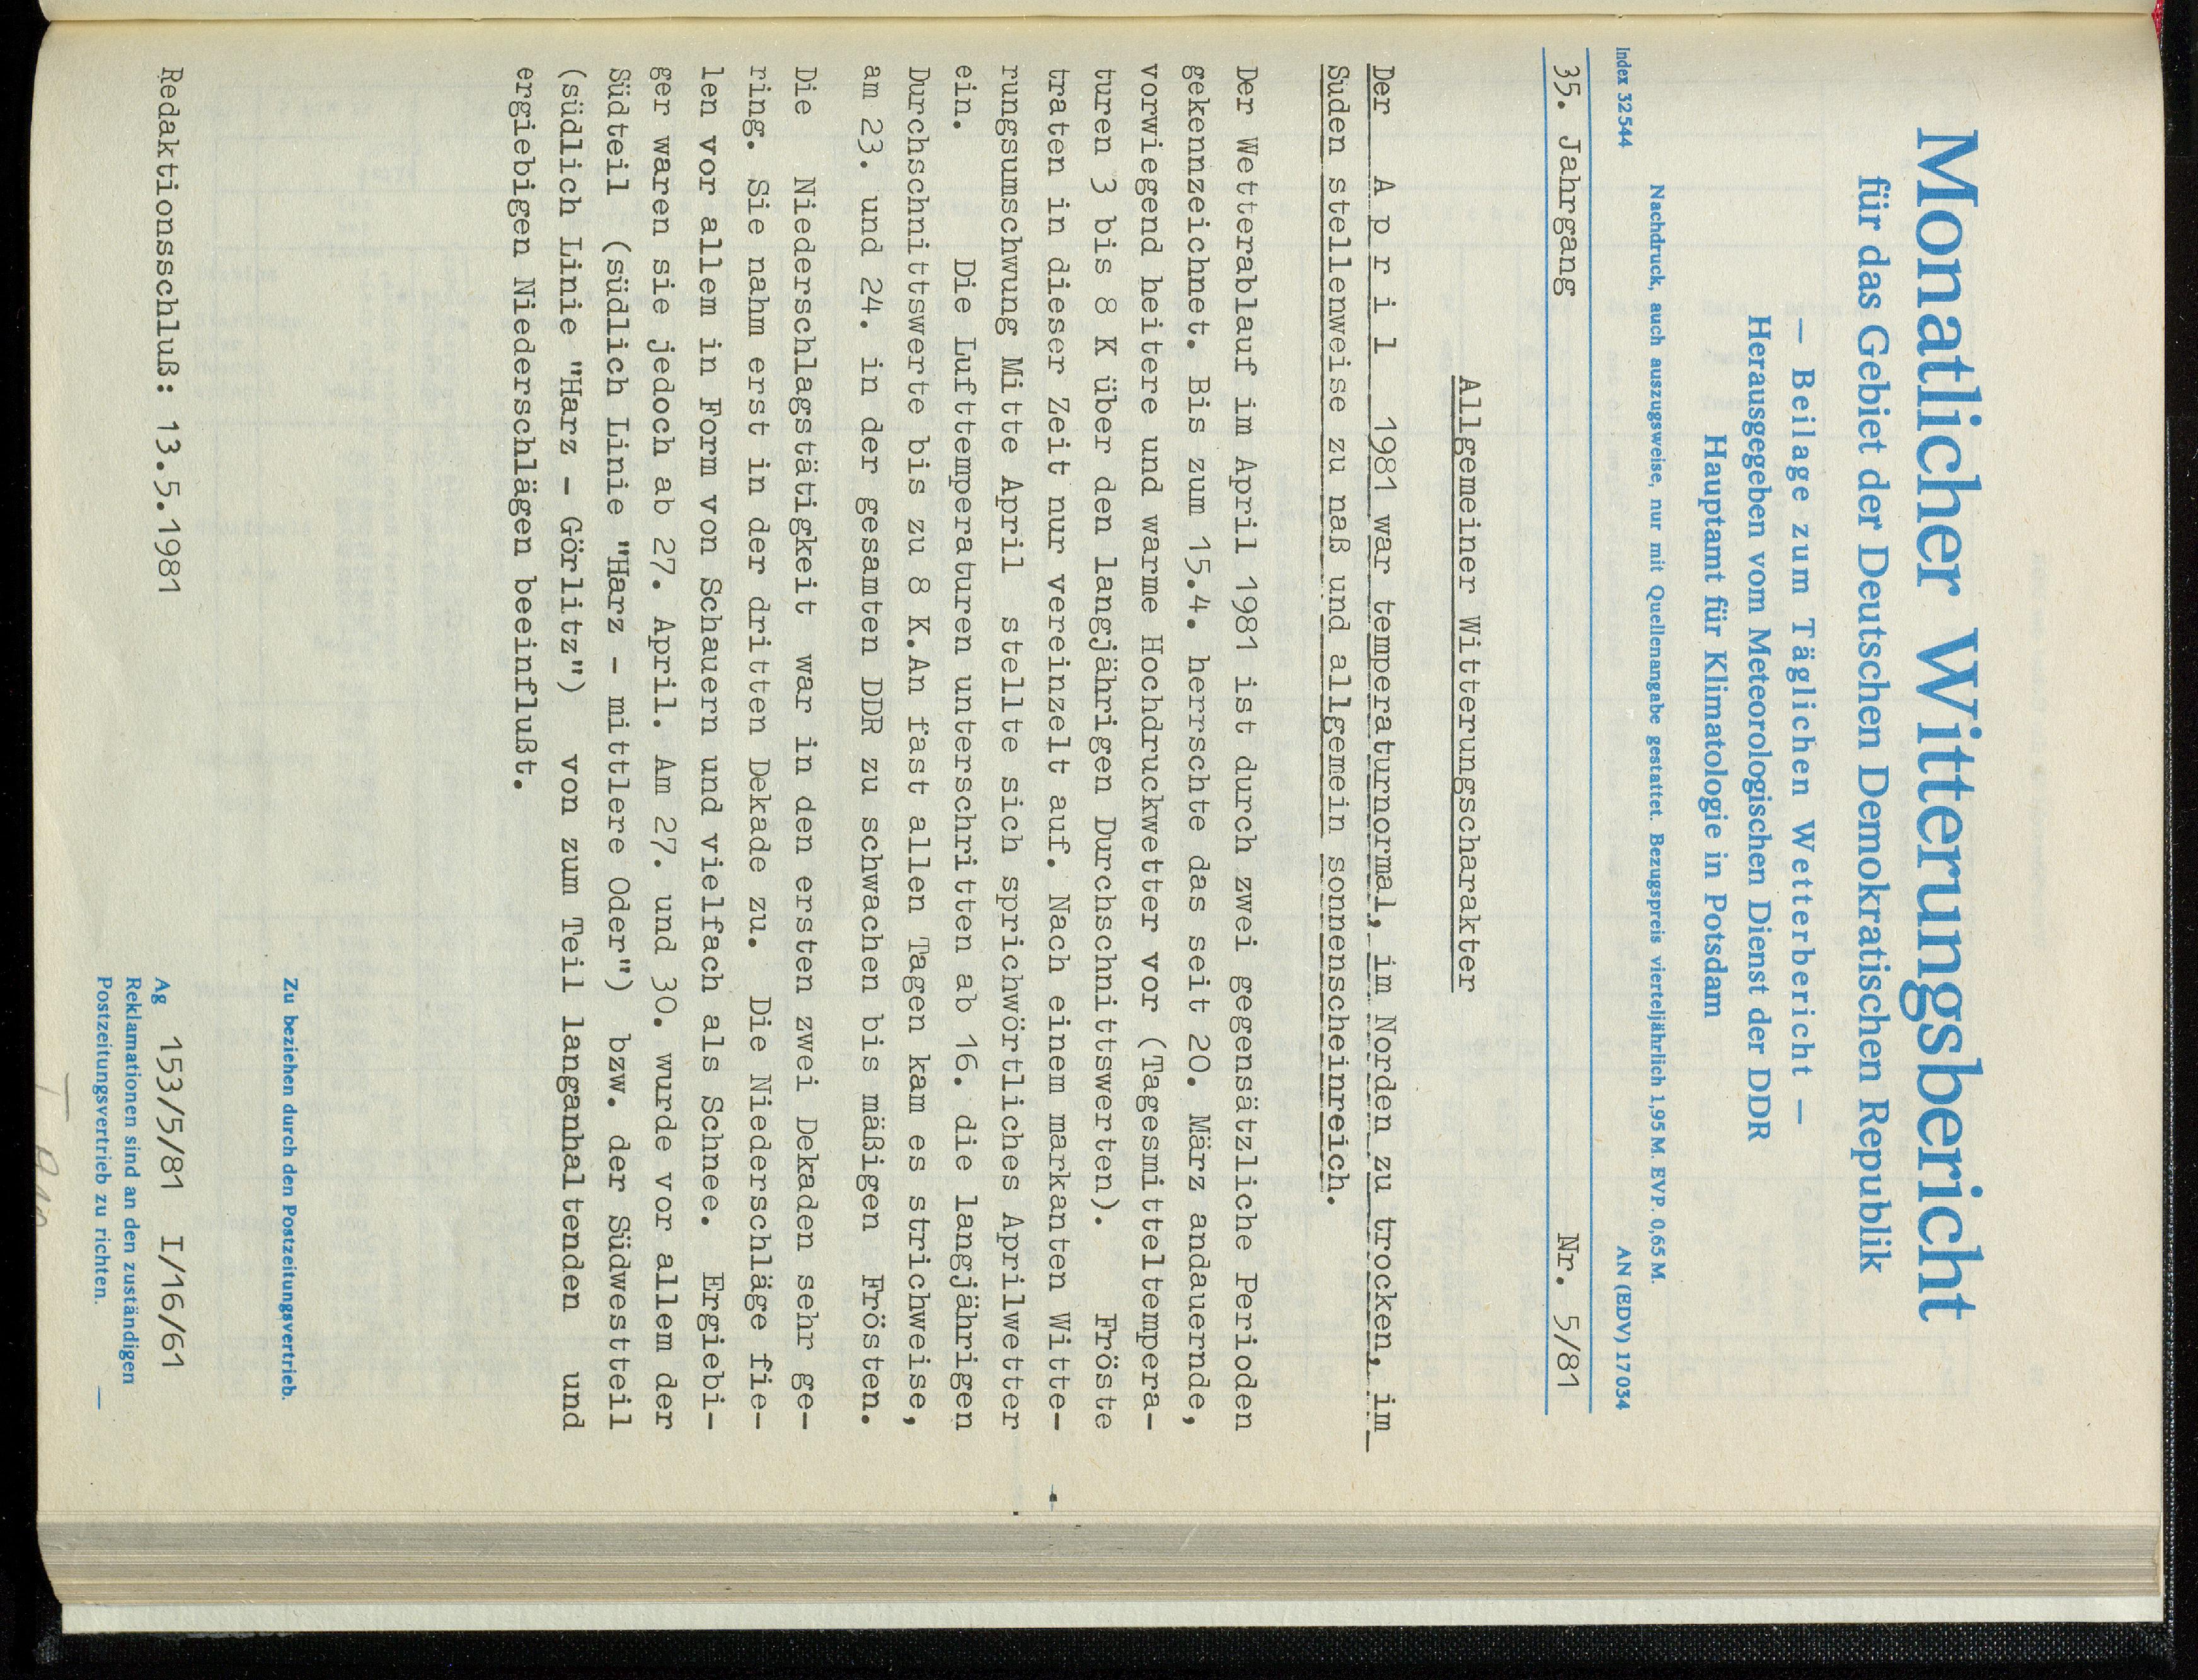 Monatlicher Witterungsbericht
für das Gebiet der Deutschen Demokratischen Republik
— Beilage zum Täglichen Wetterbericht —
Herausgegeben vom Meteorologischen Dienst der DDR
Hauptamt für Klimatologie in Potsdam
Nachdruck, auch auszugsweise, nur mit Quellenangabe gestattet. Bezugspreis vierteljährlich 1,95 M. EVP. 0,65 M.
Index 32544 AN (EDV) 17034
35. Jahrgang Nr. 5/81
Allgemeiner Witterungscharakter
Der A p r i l 1981 war temperaturnormal, im Norden zu trocken, im
Süden stellenweise zu naß und allgemein sonnenscheinreich.
Der Wetterablauf im April 1981 ist durch zwei gegensätzliche Perioden
gekennzeichnet. Bis zum 15.4. herrschte das seit 20. März andauernde,
vorwiegend heitere und warme Hochdruckwetter vor (Tagesmitteltempera-
turen 3 bis 8 K über den langjährigen Durchschnittswerten). Fröste
traten in dieser Zeit nur vereinzelt auf. Nach einem markanten Witte-
rungsumschwung Mitte April stellte sich sprichwörtliches Aprilwetter
ein. Die Lufttemperaturen unterschritten ab 16. die langjährigen
Durchschnittswerte bis zu 8 K.An fast allen Tagen kam es strichweise,
am 23. und 24. in der gesamten DDR zu schwachen bis mäßigen Frösten.
Die Niederschlagstätigkeit war in den ersten zwei Dekaden sehr ge-
ring. Sie nahm erst in der dritten Dekade zu. Die Niederschläge fie-
len vor allem in Form von Schauern und vielfach als Schnee. Ergiebi-
ger waren sie jedoch ab 27. April. Am 27. und 30. wurde vor allem der
Südteil (südlich Linie "Harz - mittlere Oder") bzw. der Südwestteil
(südlich Linie "Harz - Görlitz") von zum Teil langanhaltenden und
ergiebigen Niederschlägen beeinflußt.
Zu beziehen durch den Postzeitungsvertrieb.
Redaktionsschluß: 13.5.1981 Ag 153/5/81 I/16/61
Reklamationen sind an den zuständigen
Postzeitungsvertrieb zu richten. —